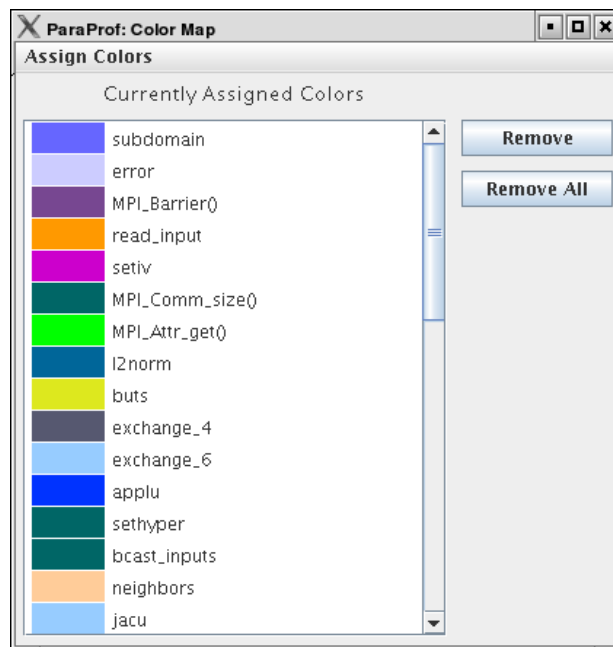 ParaProf: Color Map
Assign Colors
Currently Assigned Colors
subdomain
error
MPI_Barrier()
read_input
setiv
MPI_Comm_size()
MPI_Attr_get()
l2norm
buts
exchange_4
exchange_6
applu
sethyper
bcast_inputs
neighbors
jacu
Remove
Remove All